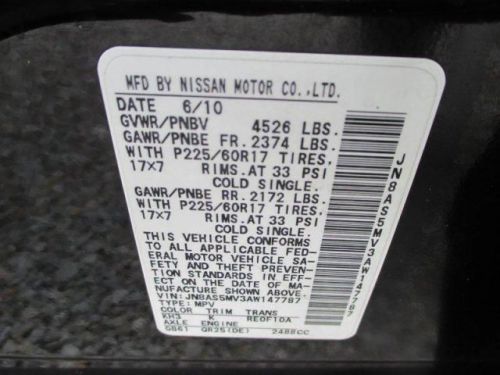 MFD BY NISSAN MOTOR CO.,LTD.
DATE 6/10
GVWR/PNBV 4526 LBS.
GAWR/PNBE FR. 2374 LBS.
WITH P225/60R17 TIRES.
17X7 RIMS.AT 33 PSI
COLD SINGLE.
GAWR/PNBE RR. 2172 LBS.
WITH P225/60R17 TIRES.
17X7 RIMS.AT 33 PSI
COLD SINGLE.
THIS VEHICLE CONFORMS
TO ALL APPLICABLE FED-
ERAL MOTOR VEHICLE SA-
FETY AND THEFT PREVEN-
TION STANDARDS IN EFF-
ECT ON THE DATE OF MA-
NUFACTURE SHOWN ABOVE.
VIN:JN8AS5MV3AW147787
TYPE:MPV
COLOR TRIM TRANS
KH3 K RE0F10A
AXLE ENGINE
GB61 QR25(DE) 2488CC
JN8AS5MV3AW147787